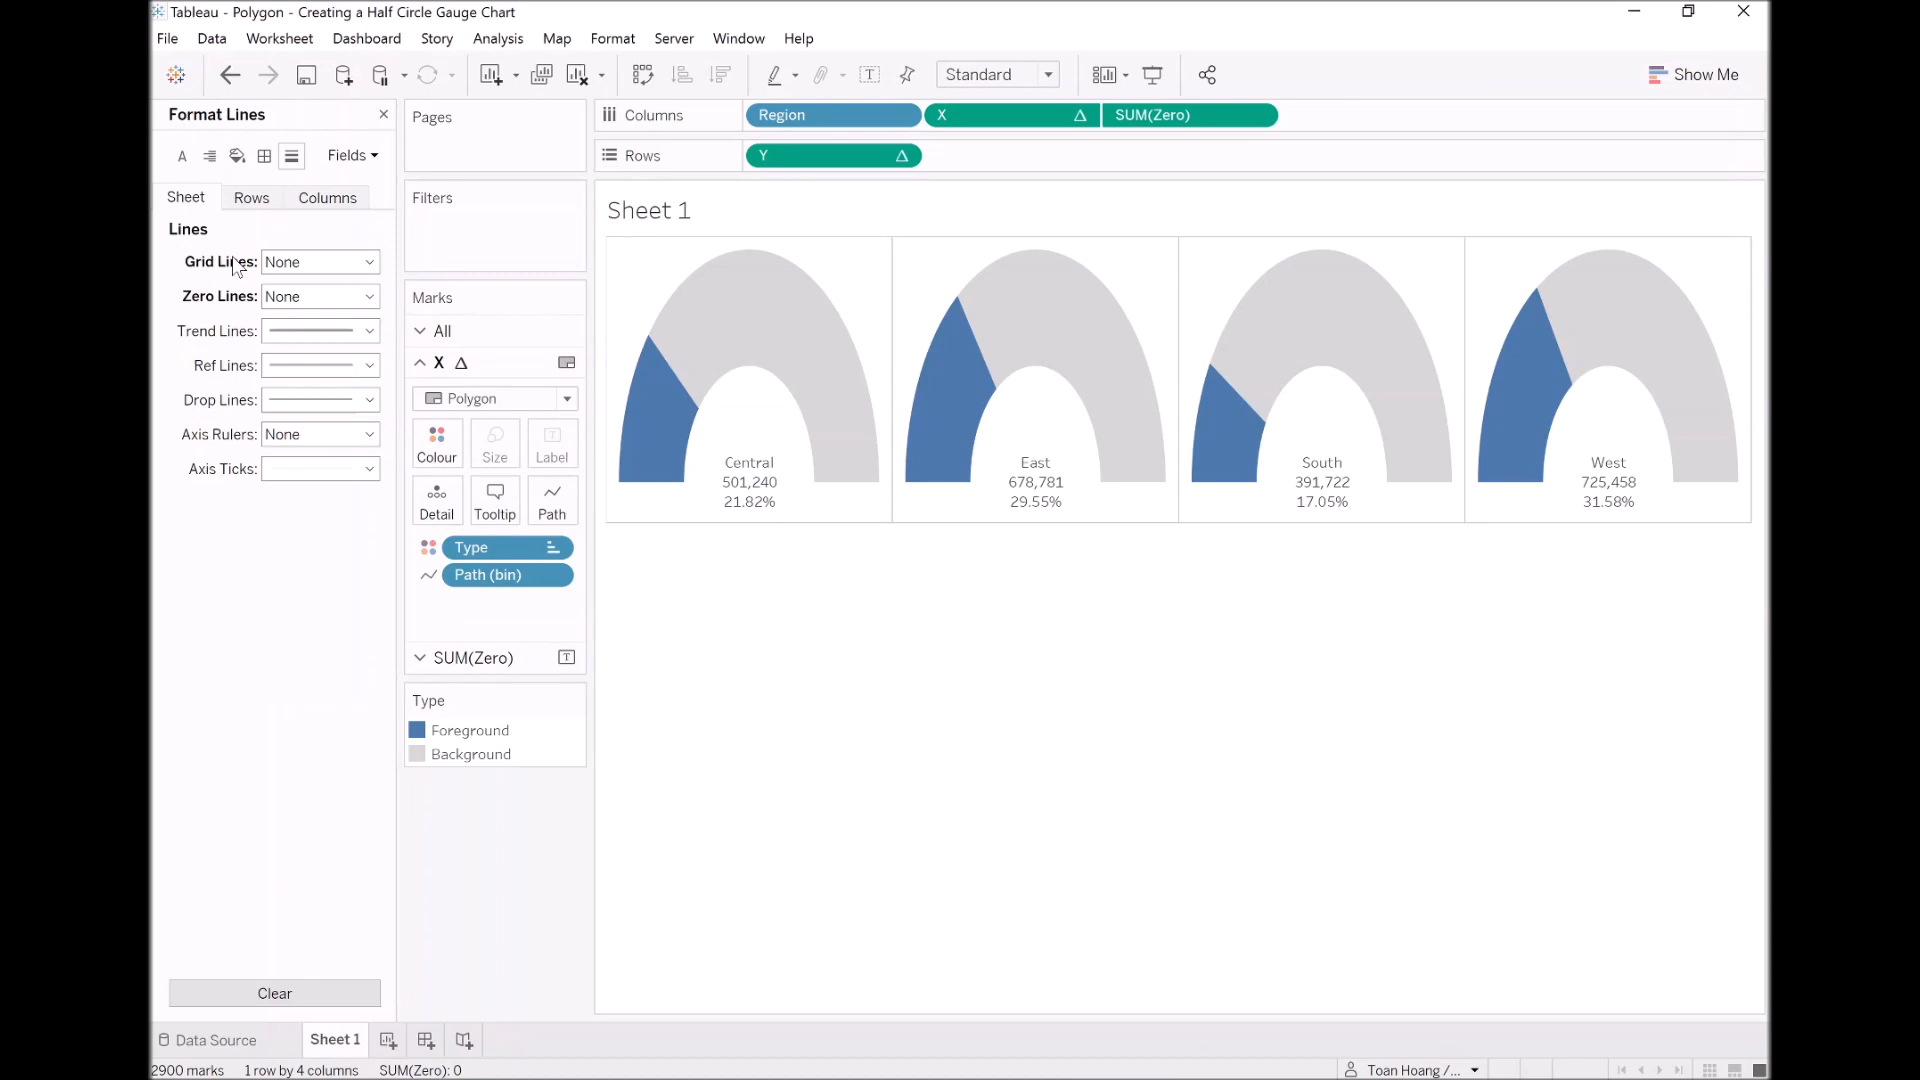 Tableau - Polygon - Creating a Half Circle Gauge Chart
File Data Worksheet Dashboard Story Analysis Map Format Server Window Help
Standard
Show Me
Format Lines
Fields
Sheet Rows Columns
Lines
Grid Lines: None
Zero Lines: None
Trend Lines:
Ref Lines:
Drop Lines:
Axis Rulers: None
Axis Ticks:
Clear
Pages
Filters
Marks
All
X
Polygon
Colour Size Label
Detail Tooltip Path
Type
Path (bin)
SUM(Zero)
Type
Foreground
Background
Columns Region X SUM(Zero)
Rows Y
Sheet 1
Central
501,240
21.82%
East
678,781
29.55%
South
391,722
17.05%
West
725,458
31.58%
Data Source Sheet 1
2900 marks 1 row by 4 columns SUM(Zero): 0
Toan Hoang /...